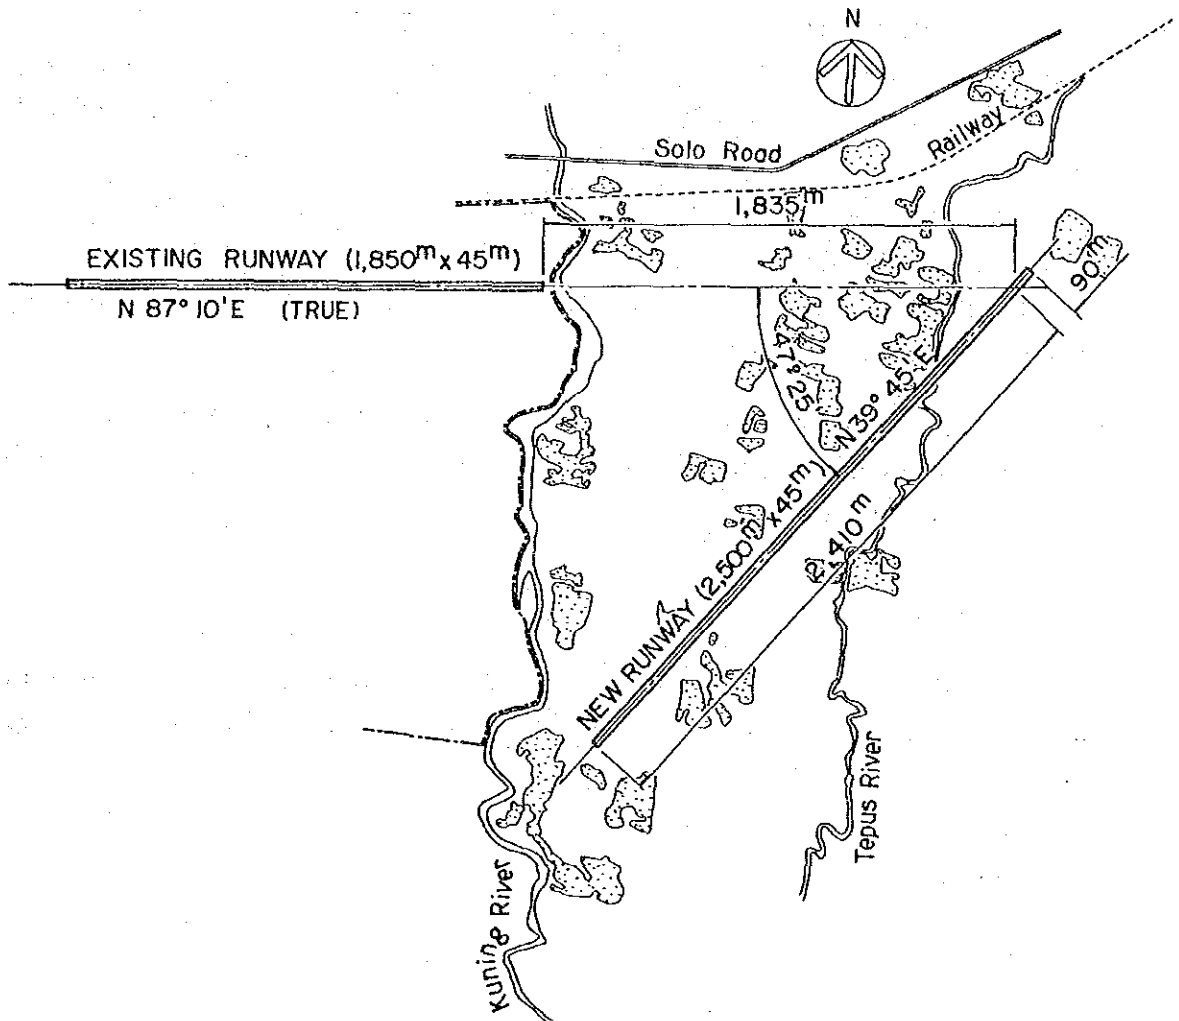 N
Solo Road
Railway
1,835m
EXISTING RUNWAY (1,850m x 45m)
N 87° 10' E (TRUE)
90m
47° 25'
N 39° 45' E
NEW RUNWAY (2,500m x 45m)
2,410m
Tepus River
Kuning River